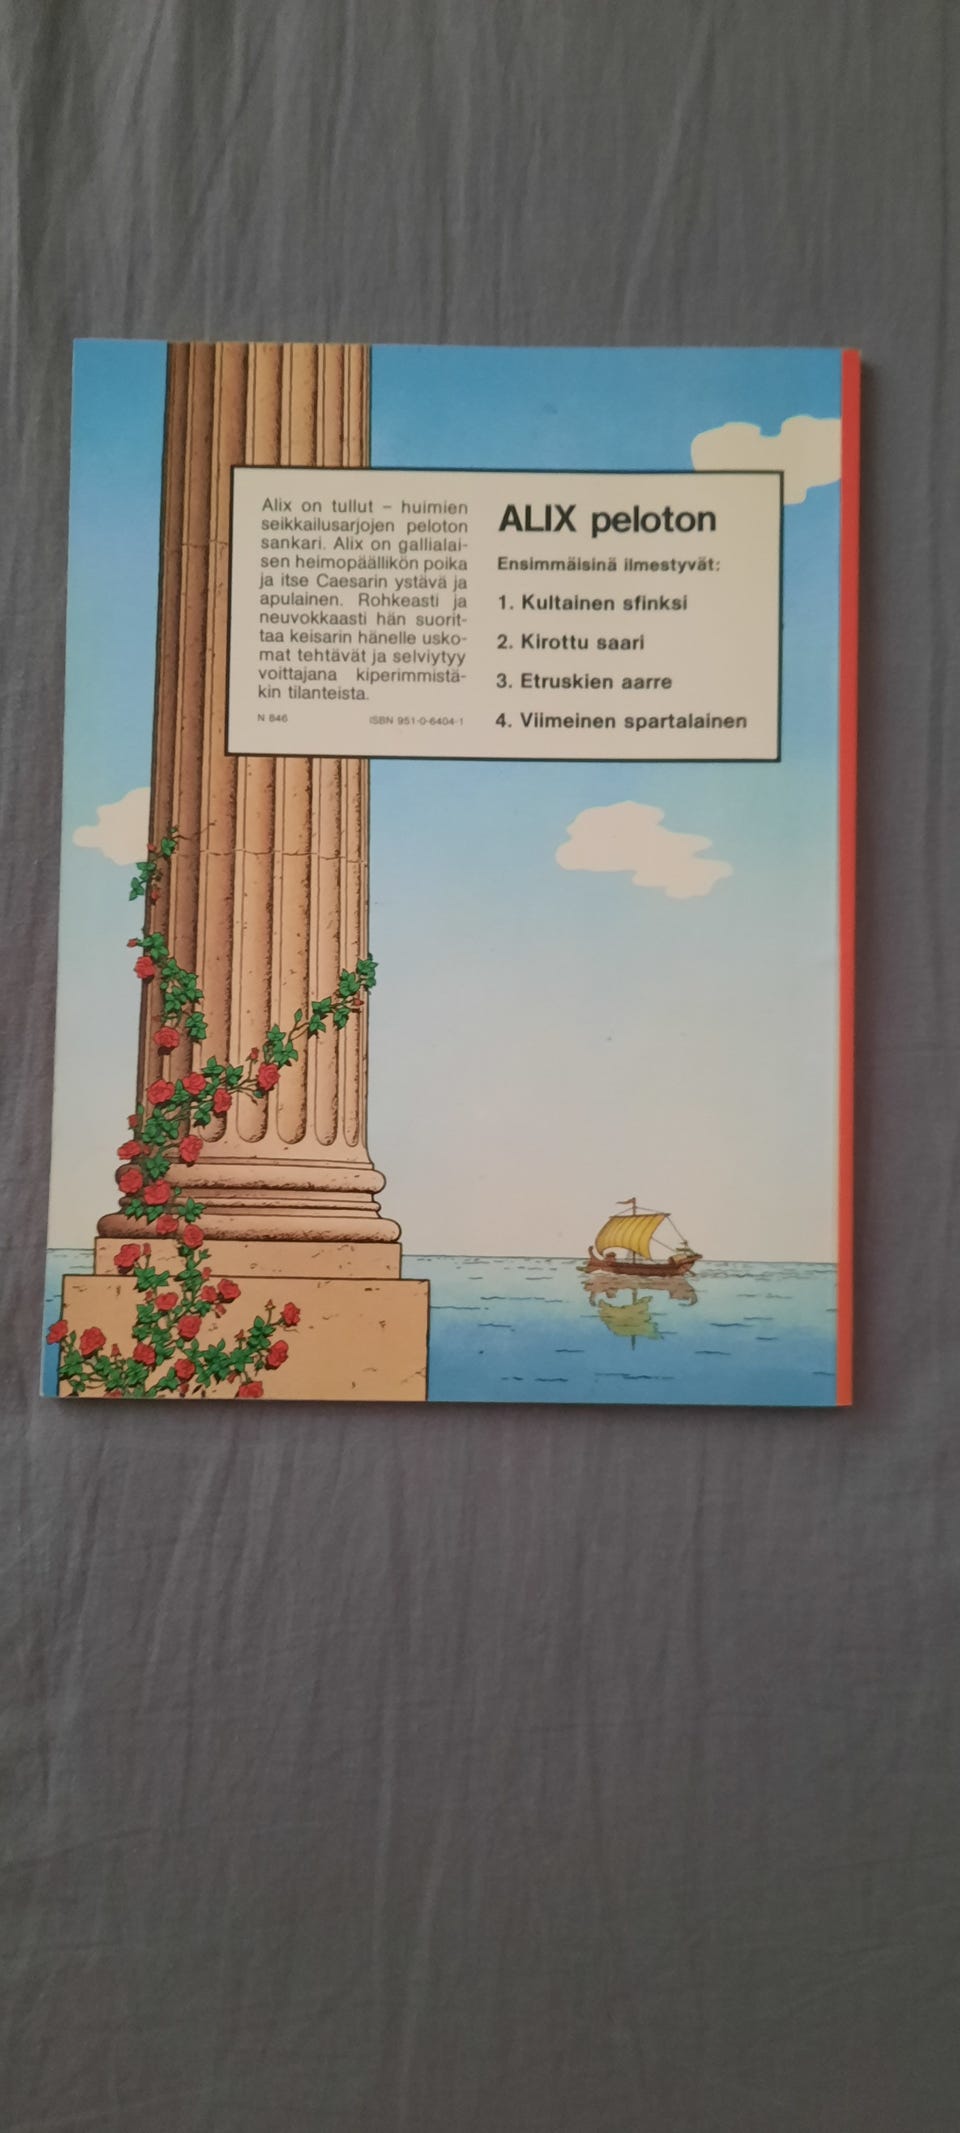 Alix on tullut – huimien
seikkailusarjojen peloton
sankari. Alix on gallialai-
sen heimopäällikön poika
ja itse Caesarin ystävä ja
apulainen. Rohkeasti ja
neuvokkaasti hän suorit-
taa keisarin hänelle usko-
mat tehtävät ja selviytyy
voittajana kiperimmistä-
kin tilanteista.
N 846 ISBN 951-0-6404-1
ALIX peloton
Ensimmäisinä ilmestyvät:
1. Kultainen sfinksi
2. Kirottu saari
3. Etruskien aarre
4. Viimeinen spartalainen